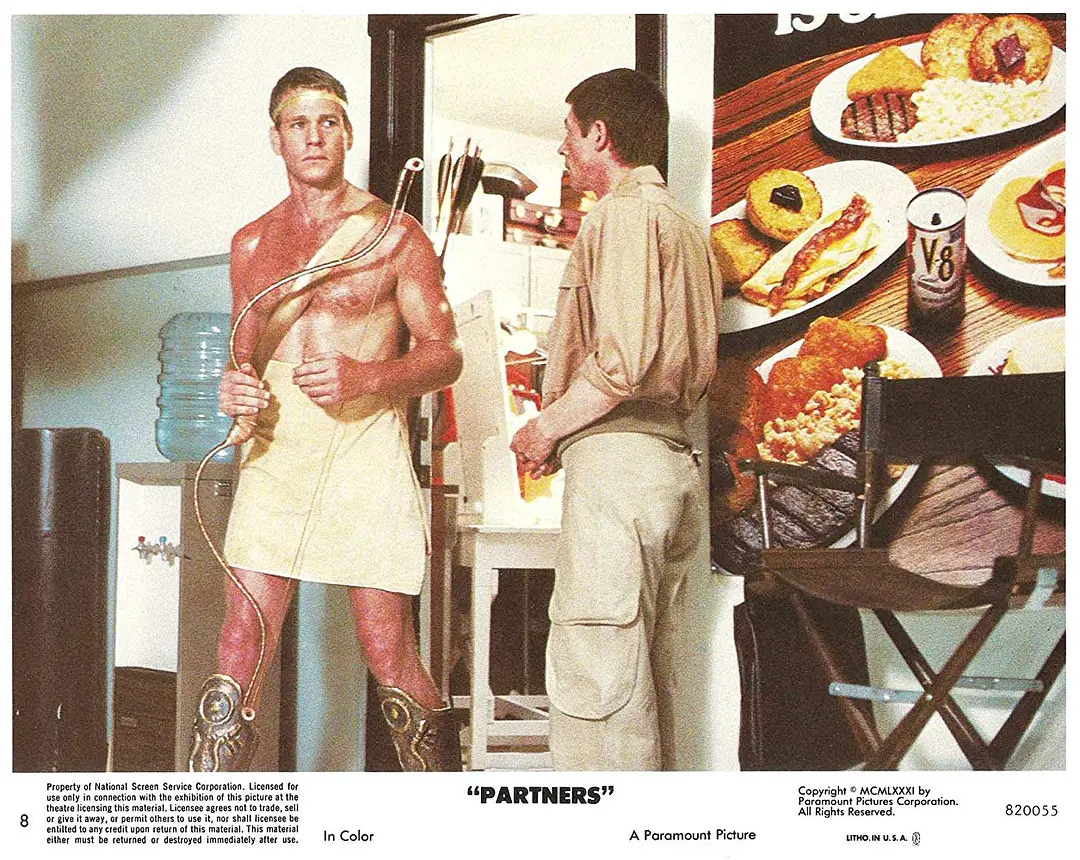 V-8
8
Property of National Screen Service Corporation. Licensed for
use only in connection with the exhibition of this picture at the
theatre licensing this material. Licensee agrees not to trade, sell
or give it away, or permit others to use it, nor shall licensee be
entitled to any credit upon return of this material. This material
either must be returned or destroyed immediately after use.
In Color
“PARTNERS”
A Paramount Picture
Copyright © MCMLXXXI by
Paramount Pictures Corporation.
All Rights Reserved.
LITHO. IN U. S. A.
820055